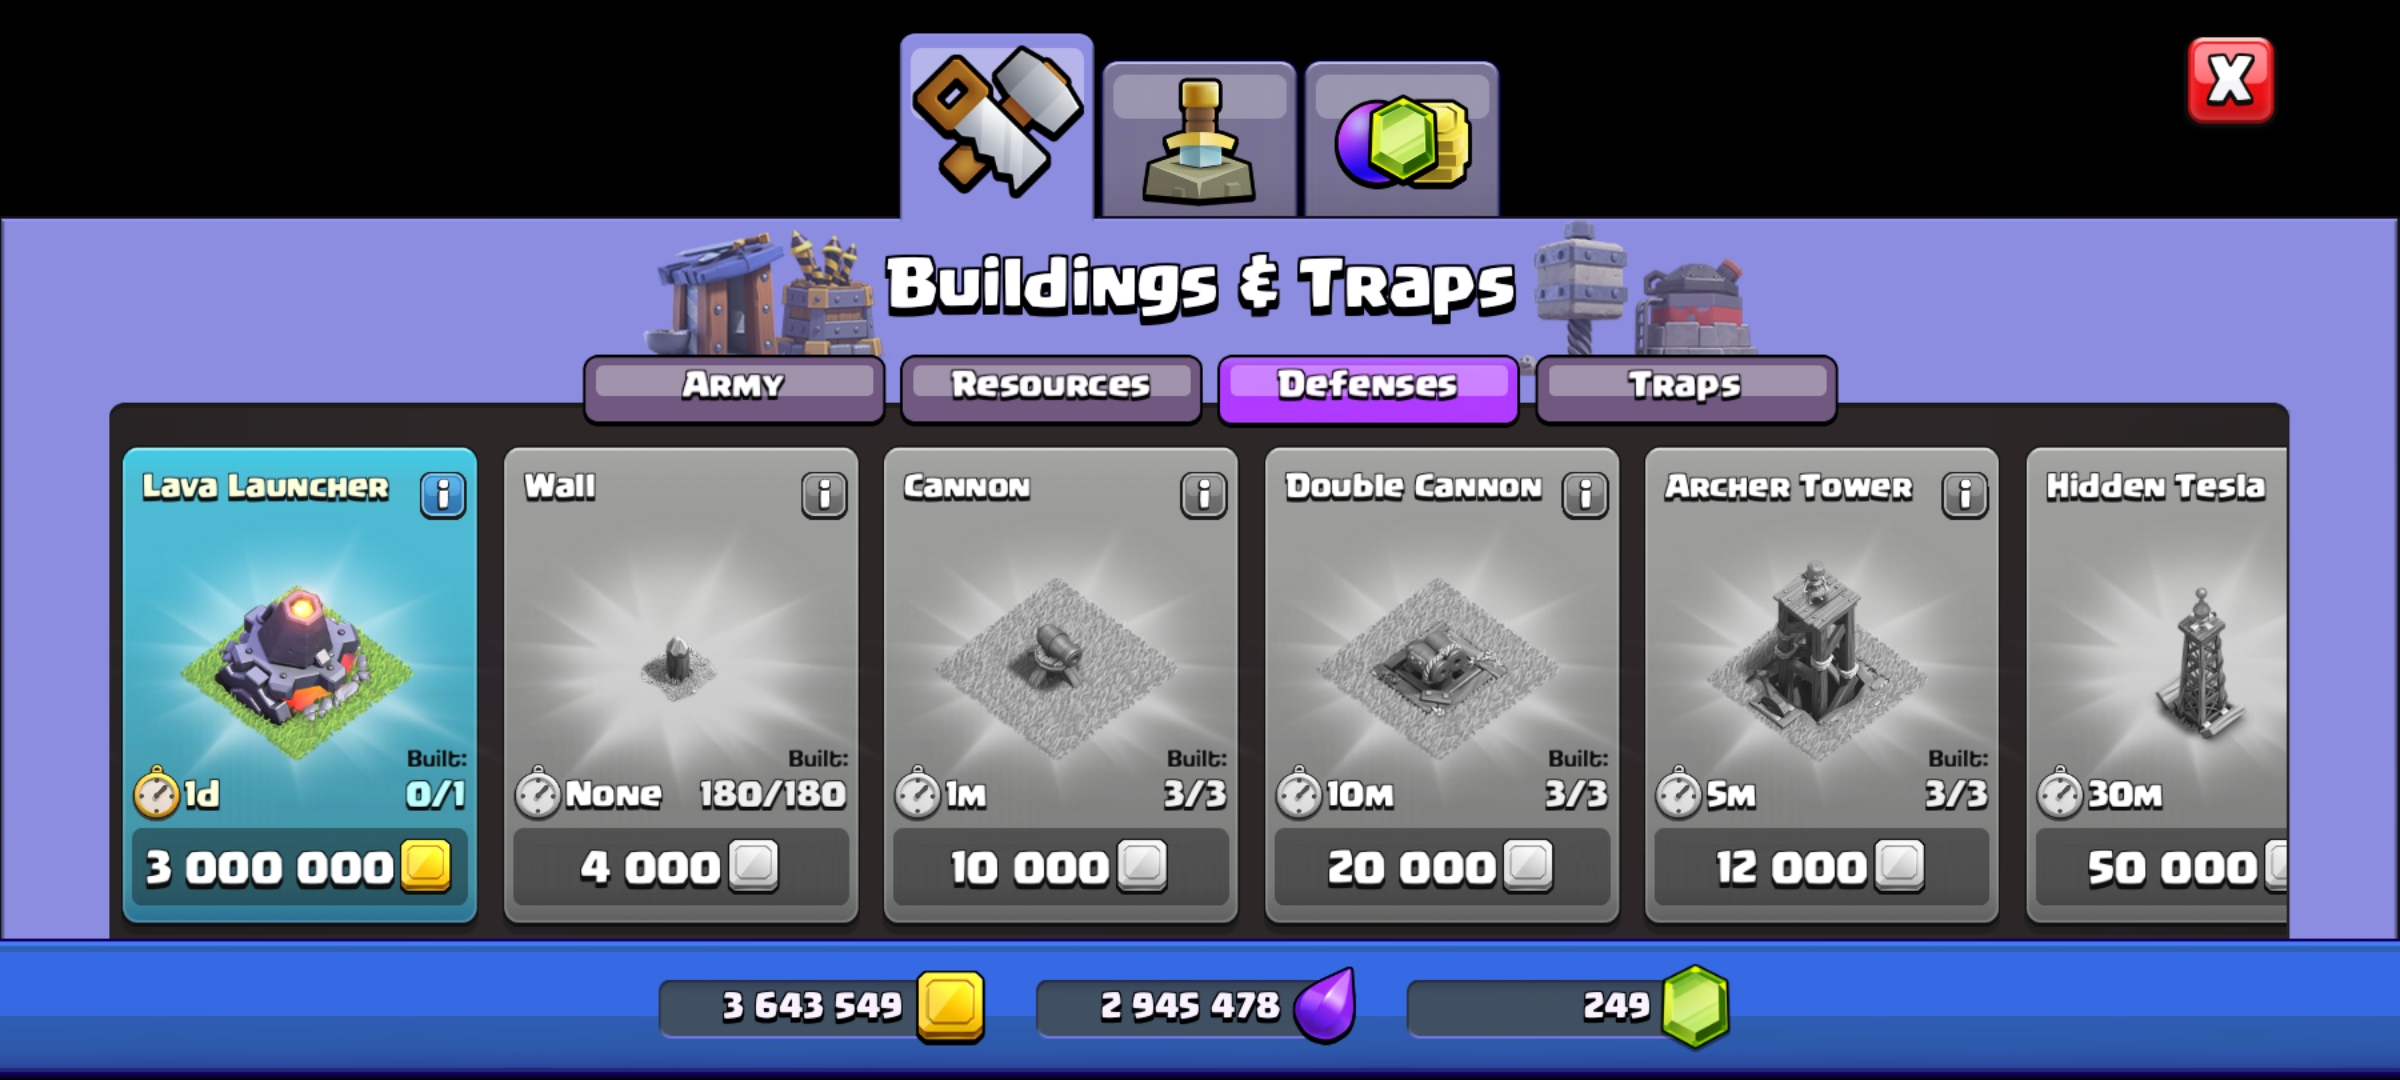 X
Buildings & Traps
Army
Resources
Defenses
Traps
Lava Launcher
i
Built:
1d
0/1
3 000 000
Wall
i
Built:
None
180/180
4 000
Cannon
i
Built:
1m
3/3
10 000
Double Cannon
i
Built:
10m
3/3
20 000
Archer Tower
i
Built:
5m
3/3
12 000
Hidden Tesla
30m
50 000
3 643 549
2 945 478
249